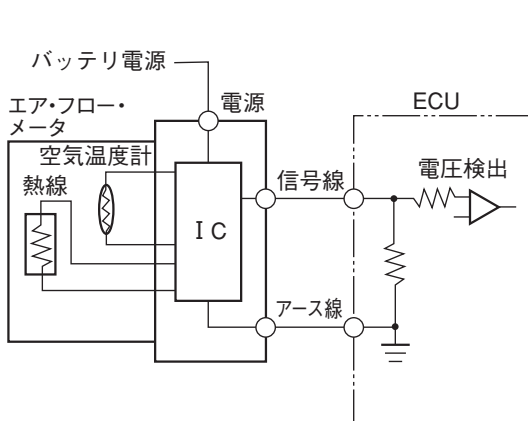 バッテリ電源
エア・フロー・
メータ
電源
ECU
空気温度計
熱線
信号線
電圧検出
IC
アース線